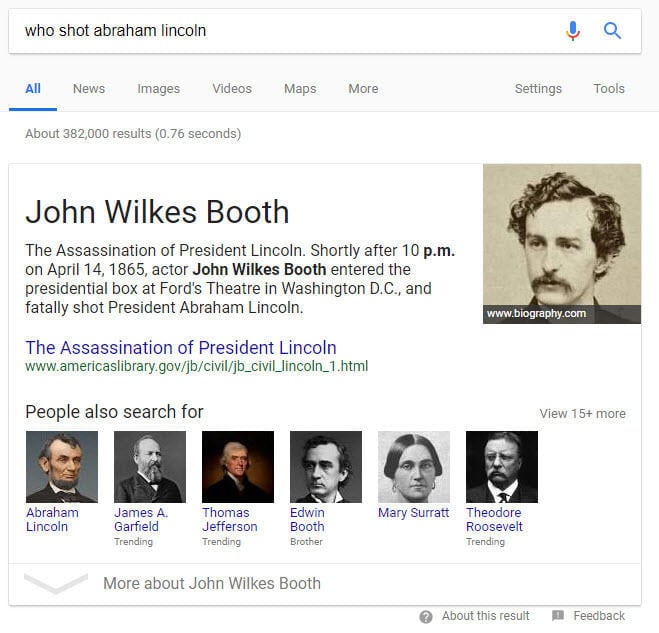 who shot abraham lincoln
All News Images Videos Maps More Settings Tools
About 382,000 results (0.76 seconds)
John Wilkes Booth
The Assassination of President Lincoln. Shortly after 10 p.m.
on April 14, 1865, actor John Wilkes Booth entered the
presidential box at Ford's Theatre in Washington D.C., and
fatally shot President Abraham Lincoln.
www.biography.com
The Assassination of President Lincoln
www.americaslibrary.gov/jb/civil/jb_civil_lincoln_1.html
People also search for View 15+ more
Abraham
Lincoln
James A.
Garfield
Trending
Thomas
Jefferson
Trending
Edwin
Booth
Brother
Mary Surratt
Theodore
Roosevelt
Trending
More about John Wilkes Booth
About this result Feedback